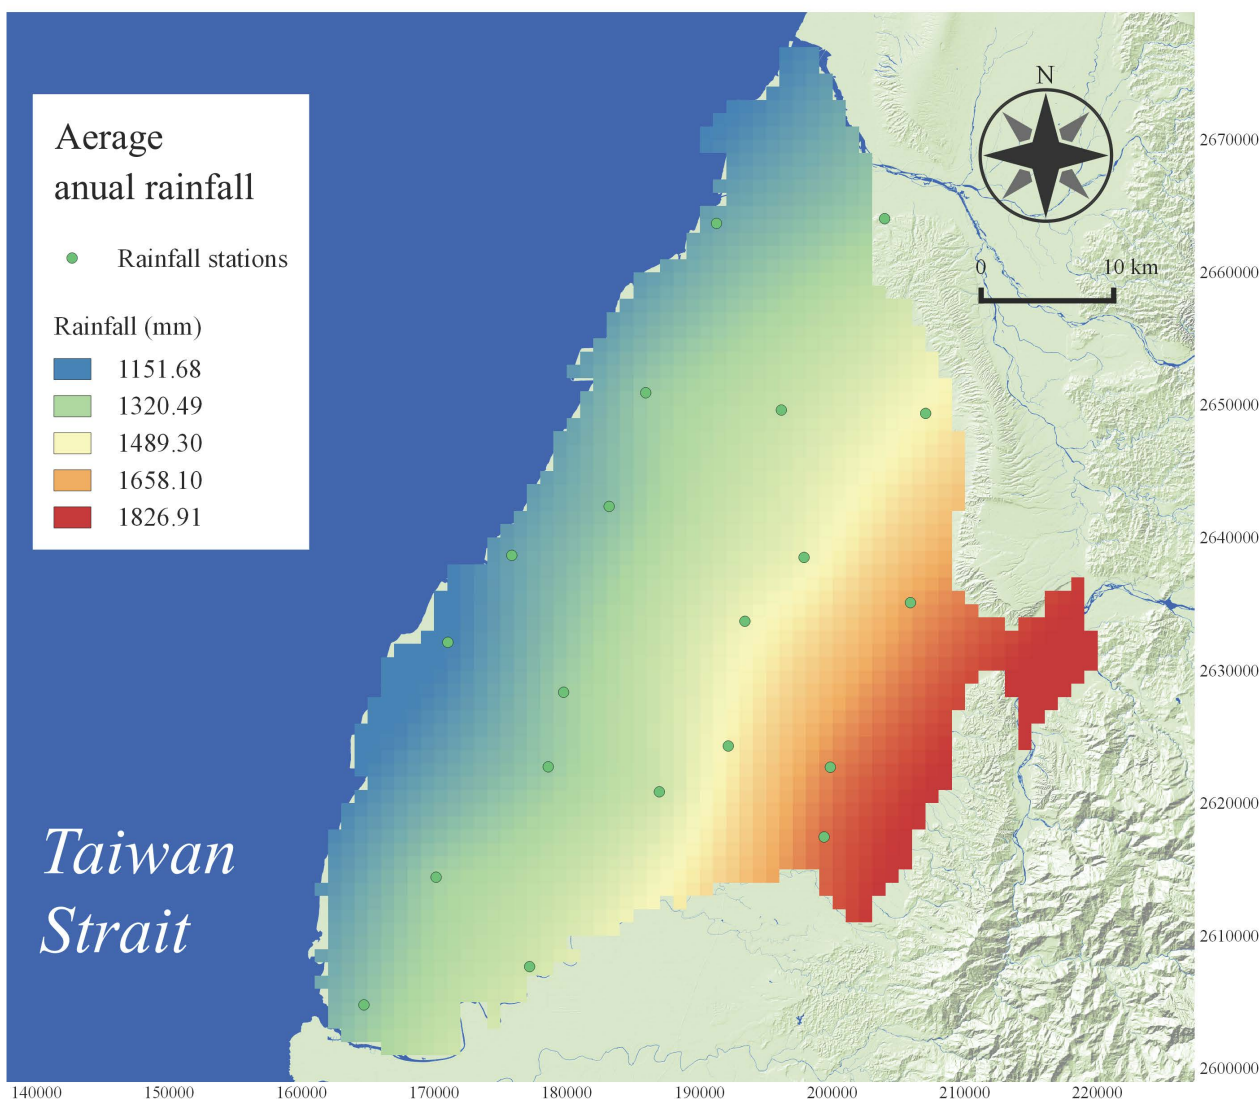 Aerage
anual rainfall
Rainfall stations
Rainfall (mm)
1151.68
1320.49
1489.30
1658.10
1826.91
Taiwan
Strait
N
0 10 km
2670000
2660000
2650000
2640000
2630000
2620000
2610000
2600000
140000 150000 160000 170000 180000 190000 200000 210000 220000